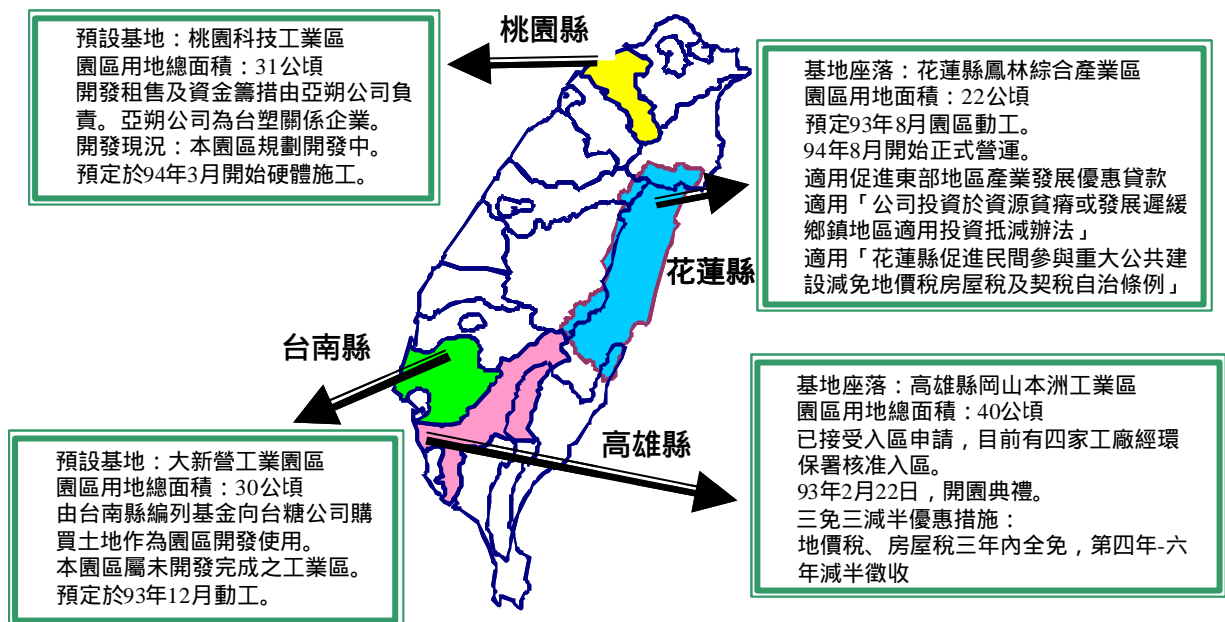 桃園縣
預設基地：桃園科技工業區
園區用地總面積：31公頃
開發租售及資金籌措由亞朔公司負
責。亞朔公司為台塑關係企業。
開發現況：本園區規劃開發中。
預定於94年3月開始硬體施工。
基地座落：花蓮縣鳳林綜合產業區
園區用地面積：22公頃
預定93年8月園區動工。
94年8月開始正式營運。
適用促進東部地區產業發展優惠貸款
適用「公司投資於資源貧瘠或發展遲緩
鄉鎮地區適用投資抵減辦法」
適用「花蓮縣促進民間參與重大公共建
設減免地價稅房屋稅及契稅自治條例」
花蓮縣
台南縣
預設基地：大新營工業園區
園區用地總面積：30公頃
由台南縣編列基金向台糖公司購
買土地作為園區開發使用。
本園區屬未開發完成之工業區。
預定於93年12月動工。
高雄縣
基地座落：高雄縣岡山本洲工業區
園區用地總面積：40公頃
已接受入區申請，目前有四家工廠經環
保署核准入區。
93年2月22日，開園典禮。
三免三減半優惠措施：
地價稅、房屋稅三年內全免，第四年-六
年減半徵收